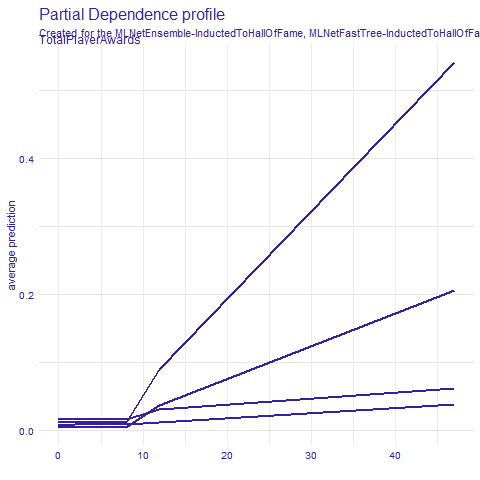 Partial Dependence profile
Created for the MLNetEnsemble-InductedToHallOfFame, MLNetFastTree-InductedToHallOfFa
TotalPlayerAwards
average prediction
0.4
0.2
0.0
0
10
20
30
40